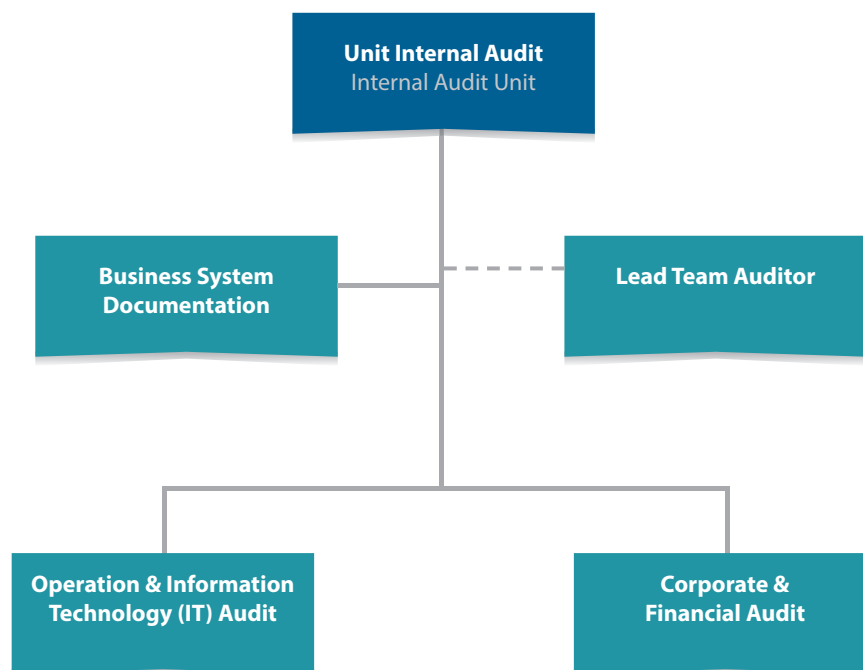 Unit Internal Audit
Internal Audit Unit
Business System
Documentation
Lead Team Auditor
Operation & Information
Technology (IT) Audit
Corporate &
Financial Audit